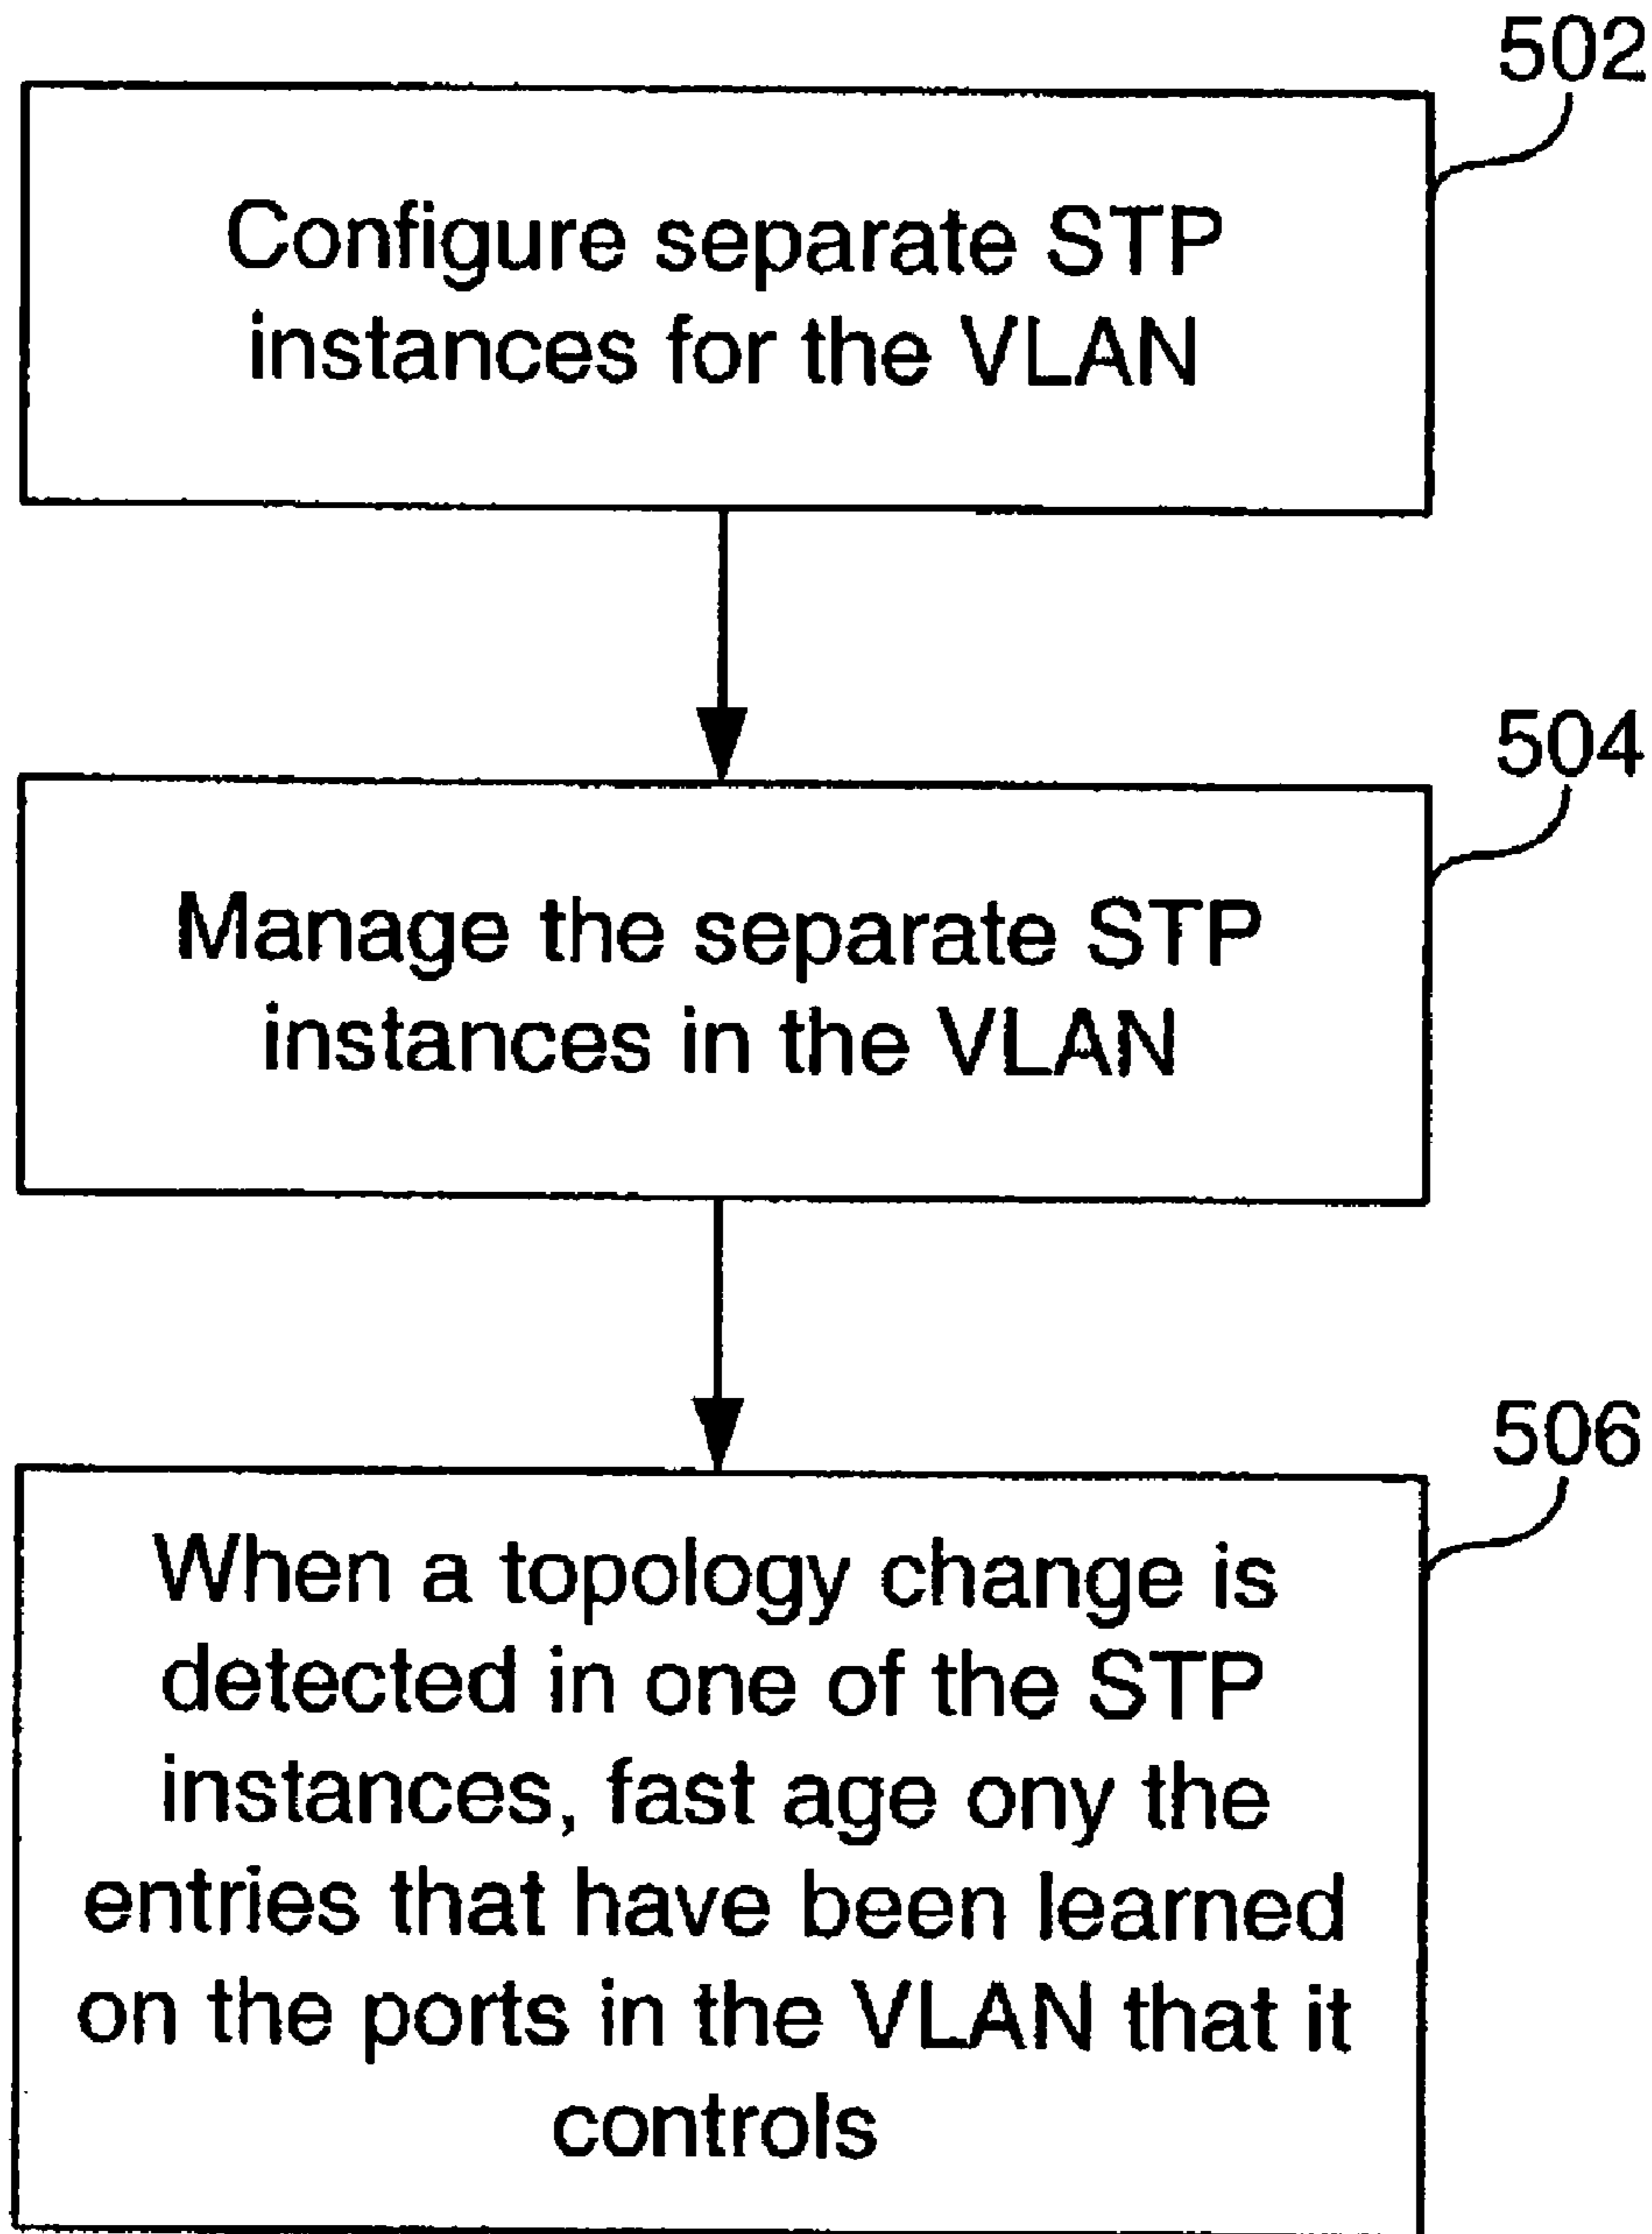 502
Configure separate STP
instances for the VLAN
504
Manage the separate STP
instances in the VLAN
506
When a topology change is
detected in one of the STP
instances, fast age ony the
entries that have been learned
on the ports in the VLAN that it
controls